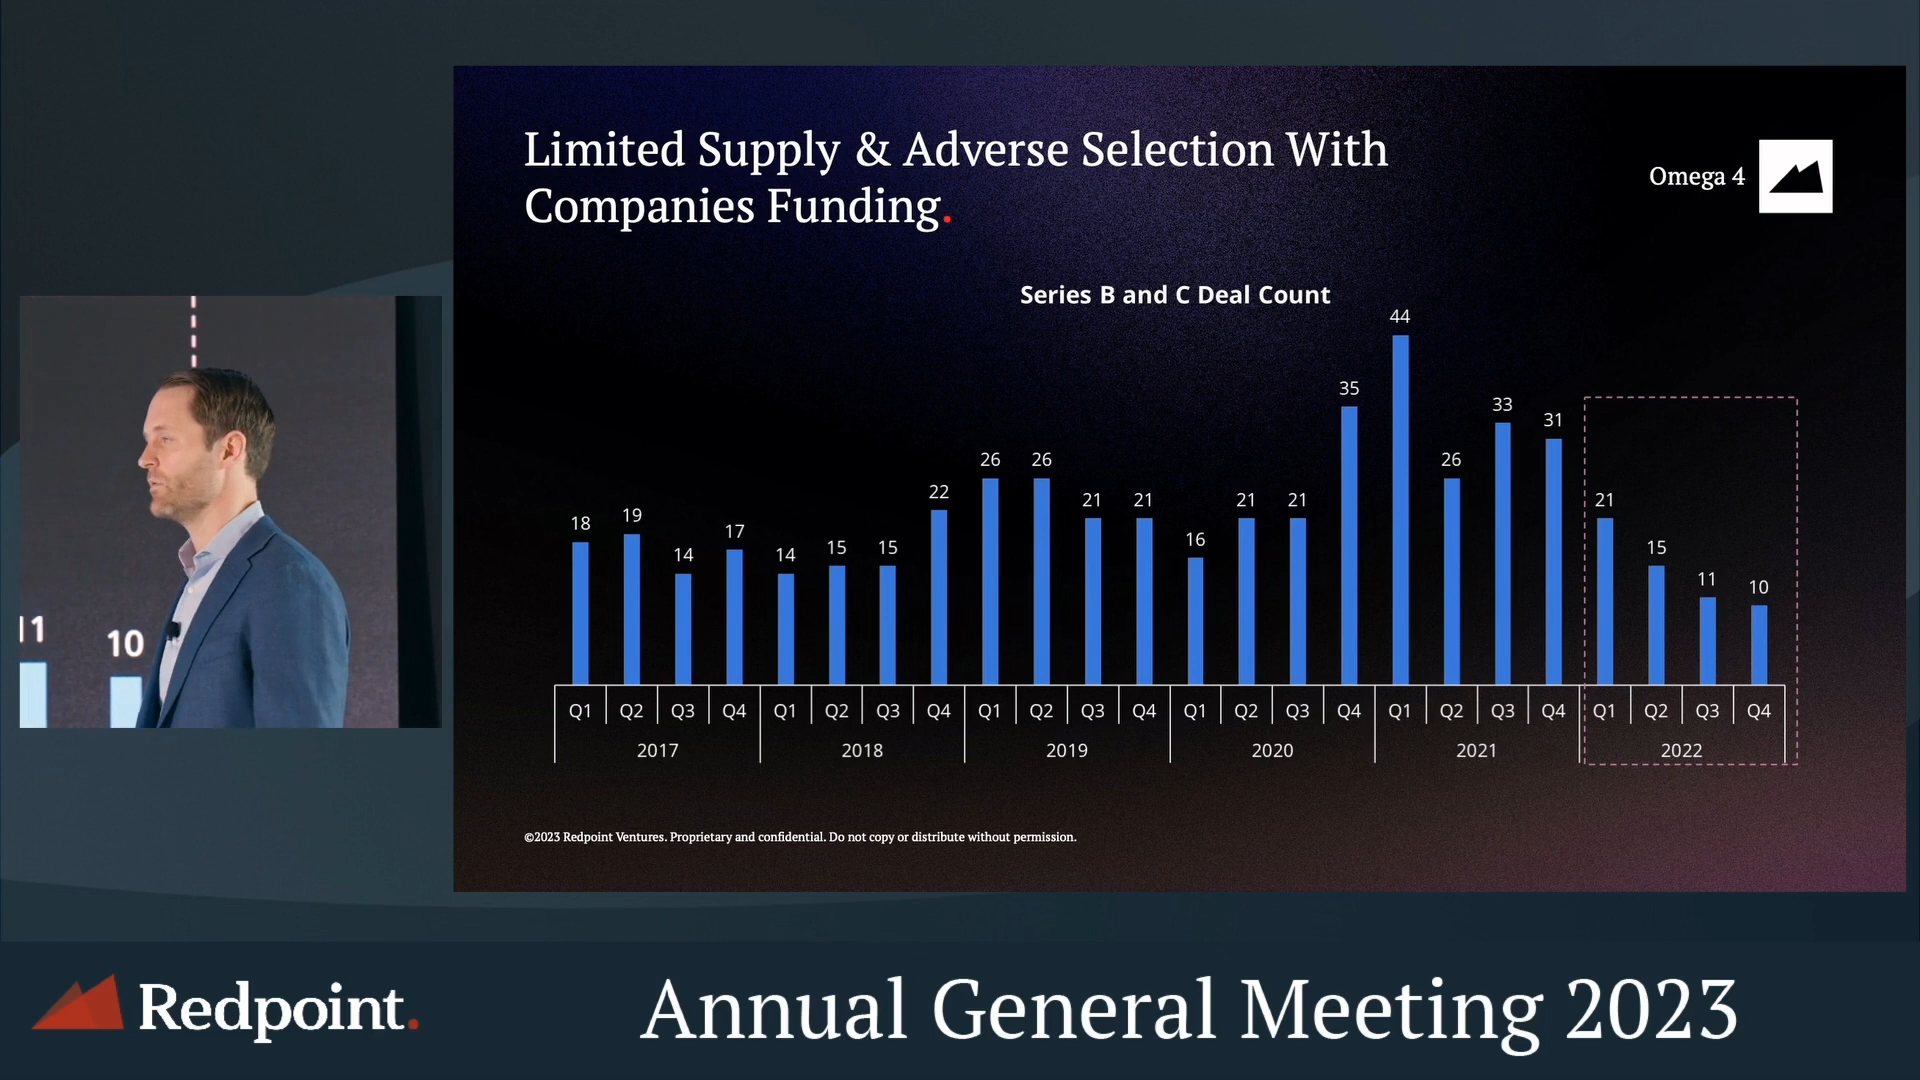 Limited Supply & Adverse Selection With
Companies Funding.
Omega 4
Series B and C Deal Count
18 19 14 17 14 15 15 22 26 26 21 21 16 21 21 35 44 26 33 31 21 15 11 10
Q1 Q2 Q3 Q4 Q1 Q2 Q3 Q4 Q1 Q2 Q3 Q4 Q1 Q2 Q3 Q4 Q1 Q2 Q3 Q4 Q1 Q2 Q3 Q4
2017 2018 2019 2020 2021 2022
©2023 Redpoint Ventures. Proprietary and confidential. Do not copy or distribute without permission.
11
10
Redpoint.
Annual General Meeting 2023